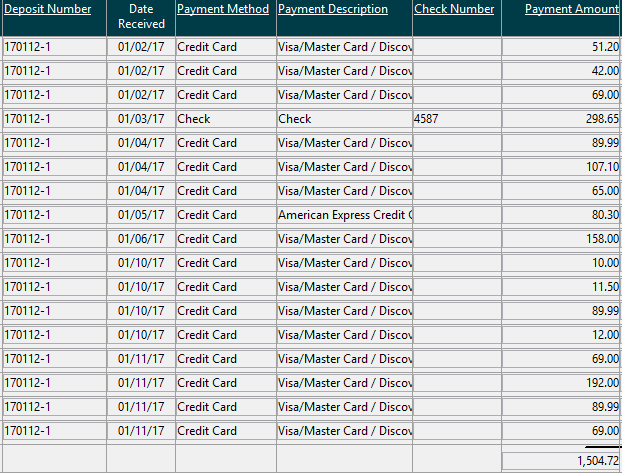 Deposit Number Date Received Payment Method Payment Description Check Number Payment Amount
170112-1 01/02/17 Credit Card Visa/Master Card / Discov 51.20
170112-1 01/02/17 Credit Card Visa/Master Card / Discov 42.00
170112-1 01/02/17 Credit Card Visa/Master Card / Discov 69.00
170112-1 01/03/17 Check Check 4587 298.65
170112-1 01/04/17 Credit Card Visa/Master Card / Discov 89.99
170112-1 01/04/17 Credit Card Visa/Master Card / Discov 107.10
170112-1 01/04/17 Credit Card Visa/Master Card / Discov 65.00
170112-1 01/05/17 Credit Card American Express Credit C 80.30
170112-1 01/06/17 Credit Card Visa/Master Card / Discov 158.00
170112-1 01/10/17 Credit Card Visa/Master Card / Discov 10.00
170112-1 01/10/17 Credit Card Visa/Master Card / Discov 11.50
170112-1 01/10/17 Credit Card Visa/Master Card / Discov 89.99
170112-1 01/10/17 Credit Card Visa/Master Card / Discov 12.00
170112-1 01/11/17 Credit Card Visa/Master Card / Discov 69.00
170112-1 01/11/17 Credit Card Visa/Master Card / Discov 192.00
170112-1 01/11/17 Credit Card Visa/Master Card / Discov 89.99
170112-1 01/11/17 Credit Card Visa/Master Card / Discov 69.00
1,504.72